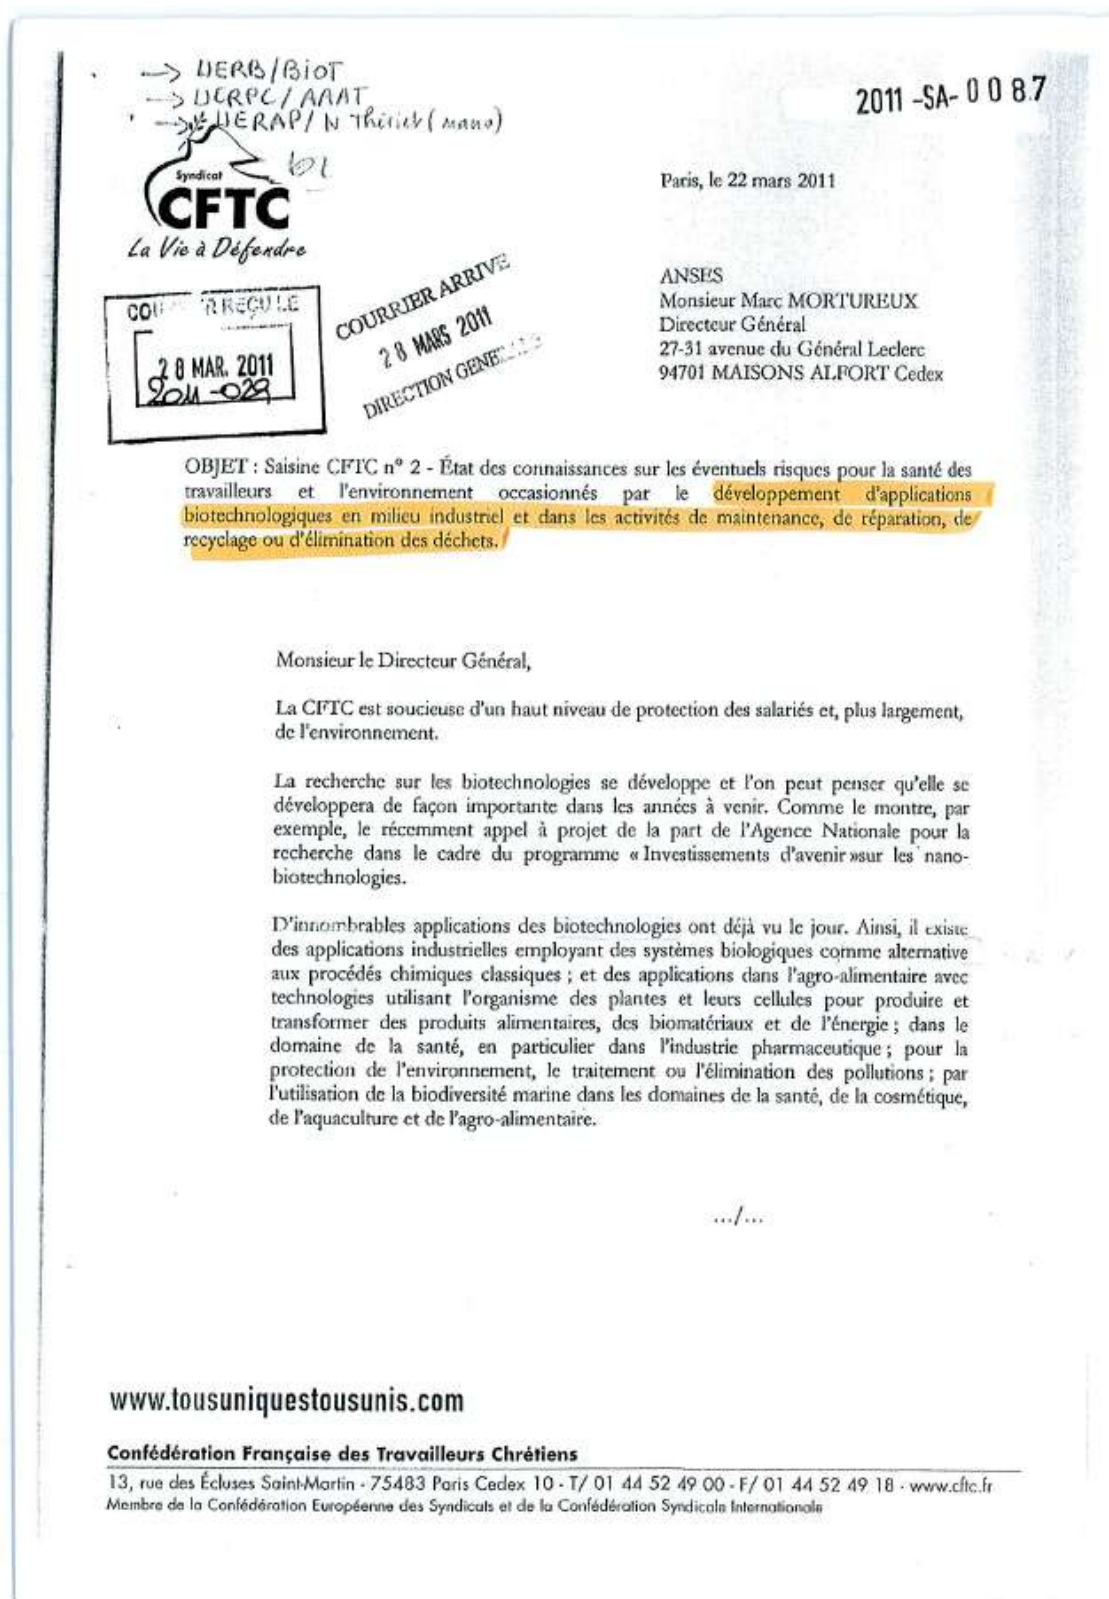 → UERB/BIOT
→ UERPC/AAAT
→ UERAP/ N Thériet (mano)
2011 -SA- 0 0 8.7
Syndicat
CFTC
La Vie à Défendre
Paris, le 22 mars 2011
ANSES
Monsieur Marc MORTUREUX
Directeur Général
27-31 avenue du Général Leclerc
94701 MAISONS ALFORT Cedex
REÇU LE
28 MAR. 2011
2011-029
COURRIER ARRIVE
28 MARS 2011
DIRECTION GENE
OBJET : Saisine CFTC n° 2 - État des connaissances sur les éventuels risques pour la santé des
travailleurs et l'environnement occasionnés par le développement d'applications
biotechnologiques en milieu industriel et dans les activités de maintenance, de réparation, de
recyclage ou d'élimination des déchets.
Monsieur le Directeur Général,
La CFTC est soucieuse d'un haut niveau de protection des salariés et, plus largement,
de l'environnement.
La recherche sur les biotechnologies se développe et l'on peut penser qu'elle se
développera de façon importante dans les années à venir. Comme le montre, par
exemple, le récemment appel à projet de la part de l'Agence Nationale pour la
recherche dans le cadre du programme « Investissements d'avenir »sur les nano-
biotechnologies.
D'innombrables applications des biotechnologies ont déjà vu le jour. Ainsi, il existe
des applications industrielles employant des systèmes biologiques comme alternative
aux procédés chimiques classiques ; et des applications dans l'agro-alimentaire avec
technologies utilisant l'organisme des plantes et leurs cellules pour produire et
transformer des produits alimentaires, des biomatériaux et de l'énergie ; dans le
domaine de la santé, en particulier dans l'industrie pharmaceutique ; pour la
protection de l'environnement, le traitement ou l'élimination des pollutions ; par
l'utilisation de la biodiversité marine dans les domaines de la santé, de la cosmétique,
de l'aquaculture et de l'agro-alimentaire.
.../...
www.tousuniquestousunis.com
Confédération Française des Travailleurs Chrétiens
13, rue des Écluses Saint-Martin - 75483 Paris Cedex 10 - T/ 01 44 52 49 00 - F/ 01 44 52 49 18 - www.cftc.fr
Membre de la Confédération Européenne des Syndicats et de la Confédération Syndicale Internationale